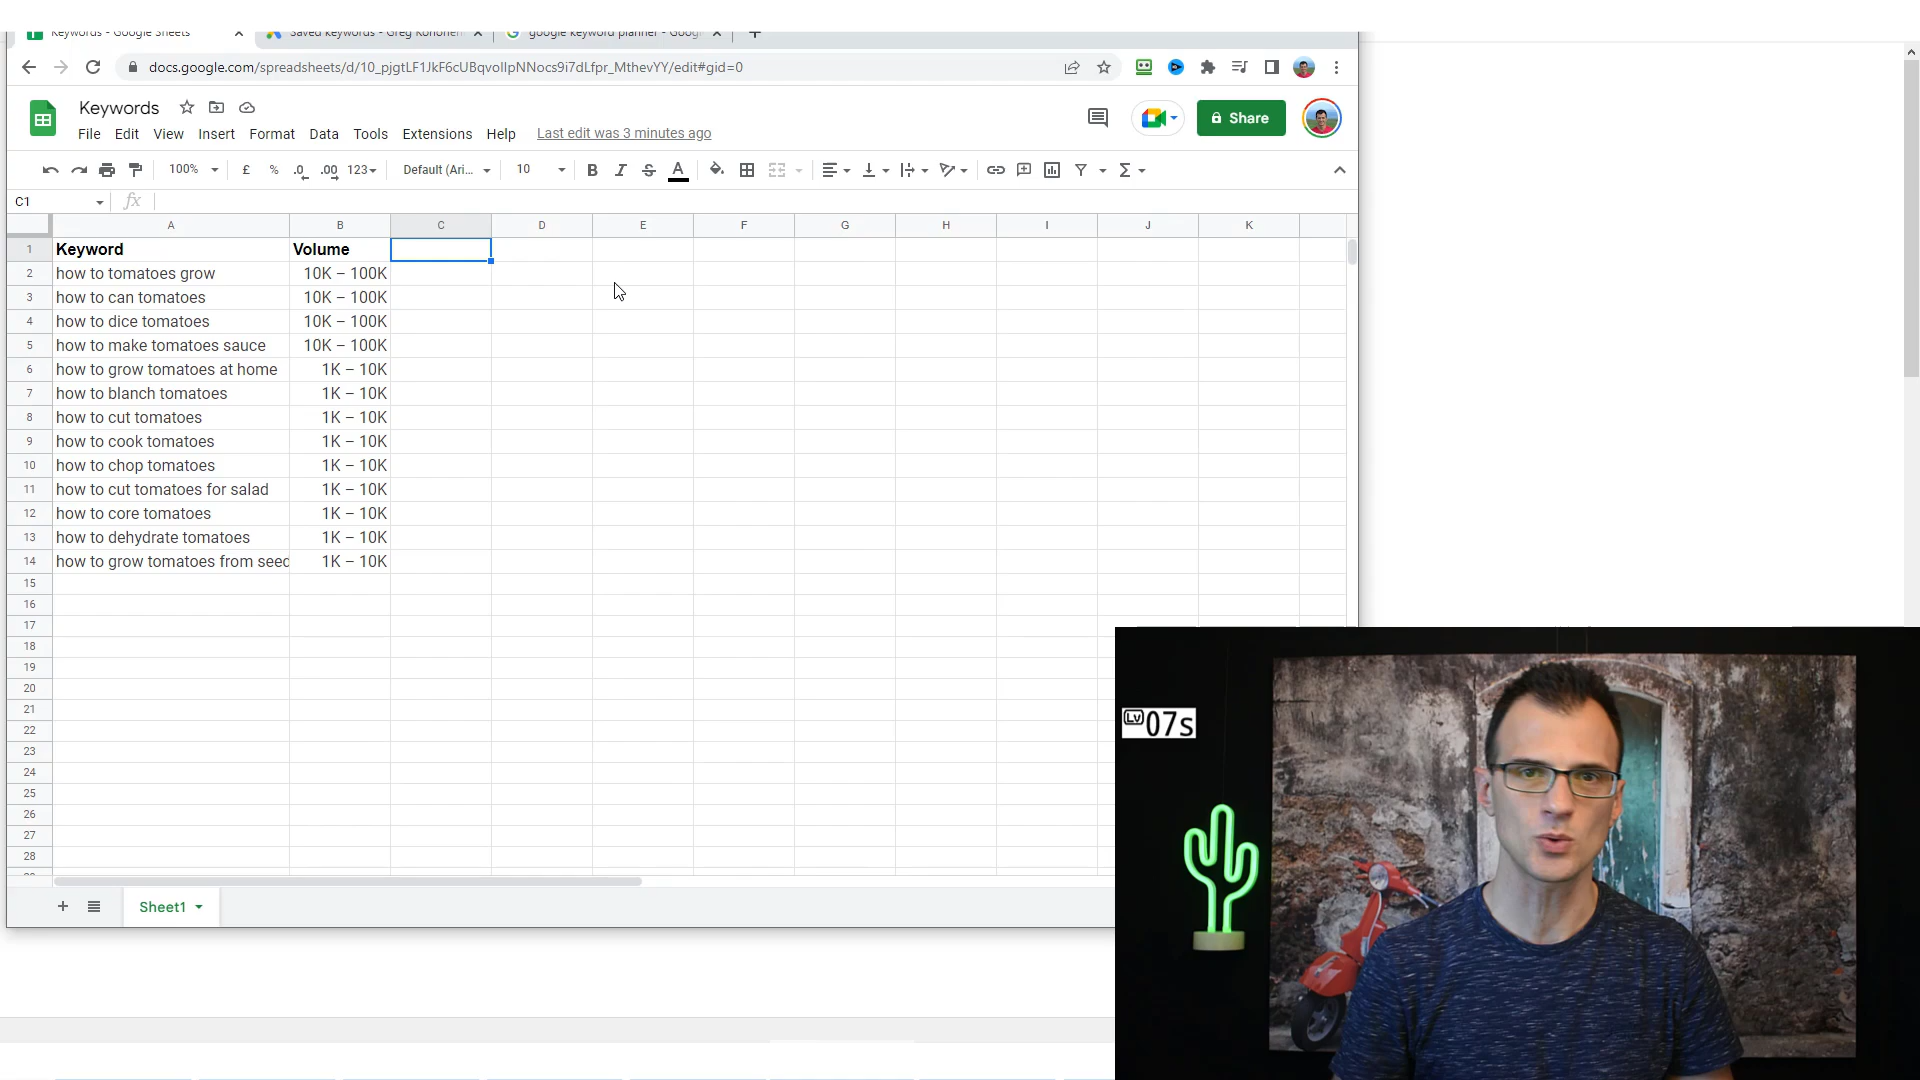 Keywords - Google Sheets
Saved keywords - Greg Kononen
google keyword planner - Googl
docs.google.com/spreadsheets/d/10_pjgtLF1JkF6cUBqvolIpNNocs9i7dLfpr_MthevYY/edit#gid=0
Keywords
File Edit View Insert Format Data Tools Extensions Help Last edit was 3 minutes ago
Share
100% £ % .0 .00 123 Default (Ari... 10 B I S A Σ
C1 fx
A B C D E F G H I J K
1 Keyword Volume
2 how to tomatoes grow 10K – 100K
3 how to can tomatoes 10K – 100K
4 how to dice tomatoes 10K – 100K
5 how to make tomatoes sauce 10K – 100K
6 how to grow tomatoes at home 1K – 10K
7 how to blanch tomatoes 1K – 10K
8 how to cut tomatoes 1K – 10K
9 how to cook tomatoes 1K – 10K
10 how to chop tomatoes 1K – 10K
11 how to cut tomatoes for salad 1K – 10K
12 how to core tomatoes 1K – 10K
13 how to dehydrate tomatoes 1K – 10K
14 how to grow tomatoes from seed 1K – 10K
15
16
17
18
19
20
21
22
23
24
25
26
27
28
Lv 07s
Sheet1